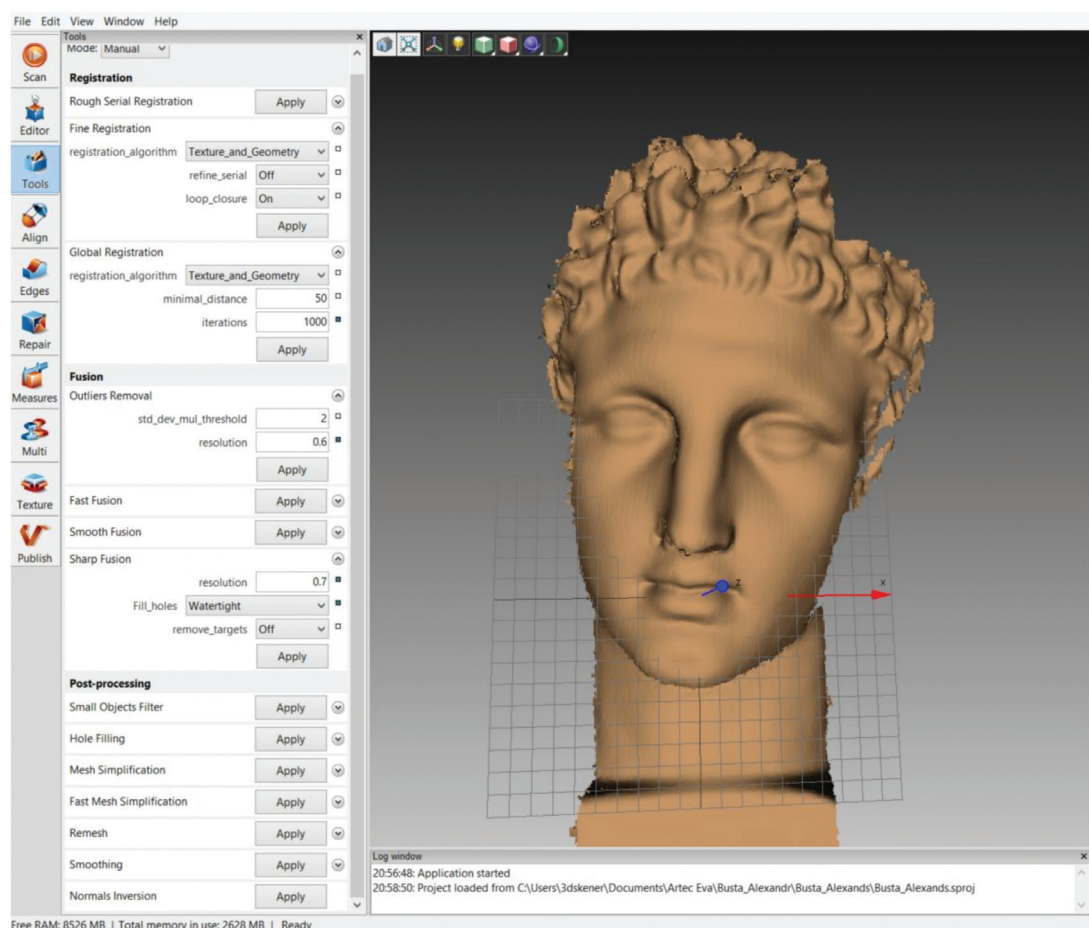 File Edit View Window Help
Tools
Mode: Manual
Scan
Registration
Rough Serial Registration Apply
Editor
Fine Registration
registration_algorithm Texture_and_Geometry
refine_serial Off
Tools
loop_closure On
Apply
Align
Global Registration
registration_algorithm Texture_and_Geometry
Edges
minimal_distance 50
iterations 1000
Repair
Apply
Fusion
Measures
Outliers Removal
std_dev_mul_threshold 2
resolution 0.6
Multi
Apply
Texture
Fast Fusion Apply
Smooth Fusion Apply
Publish
Sharp Fusion
resolution 0.7
Fill_holes Watertight
remove_targets Off
Apply
Post-processing
Small Objects Filter Apply
Hole Filling Apply
Mesh Simplification Apply
Fast Mesh Simplification Apply
Remesh Apply
Smoothing Apply
Normals Inversion Apply
z
x
Log window
20:56:48: Application started
20:58:50: Project loaded from C:\Users\3dskener\Documents\Artec Eva\Busta_Alexandr\Busta_Alexands\Busta_Alexands.sproj
Free RAM: 8526 MB | Total memory in use: 2628 MB | Ready